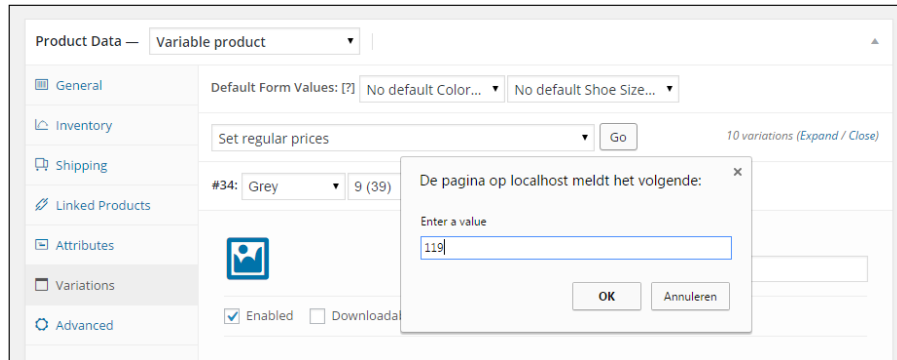 Product Data — Variable product
General
Inventory
Shipping
Linked Products
Attributes
Variations
Advanced
Default Form Values: [?] No default Color... No default Shoe Size...
Set regular prices Go 10 variations (Expand / Close)
#34: Grey 9 (39)
De pagina op localhost meldt het volgende:
Enter a value
119
OK Annuleren
Enabled